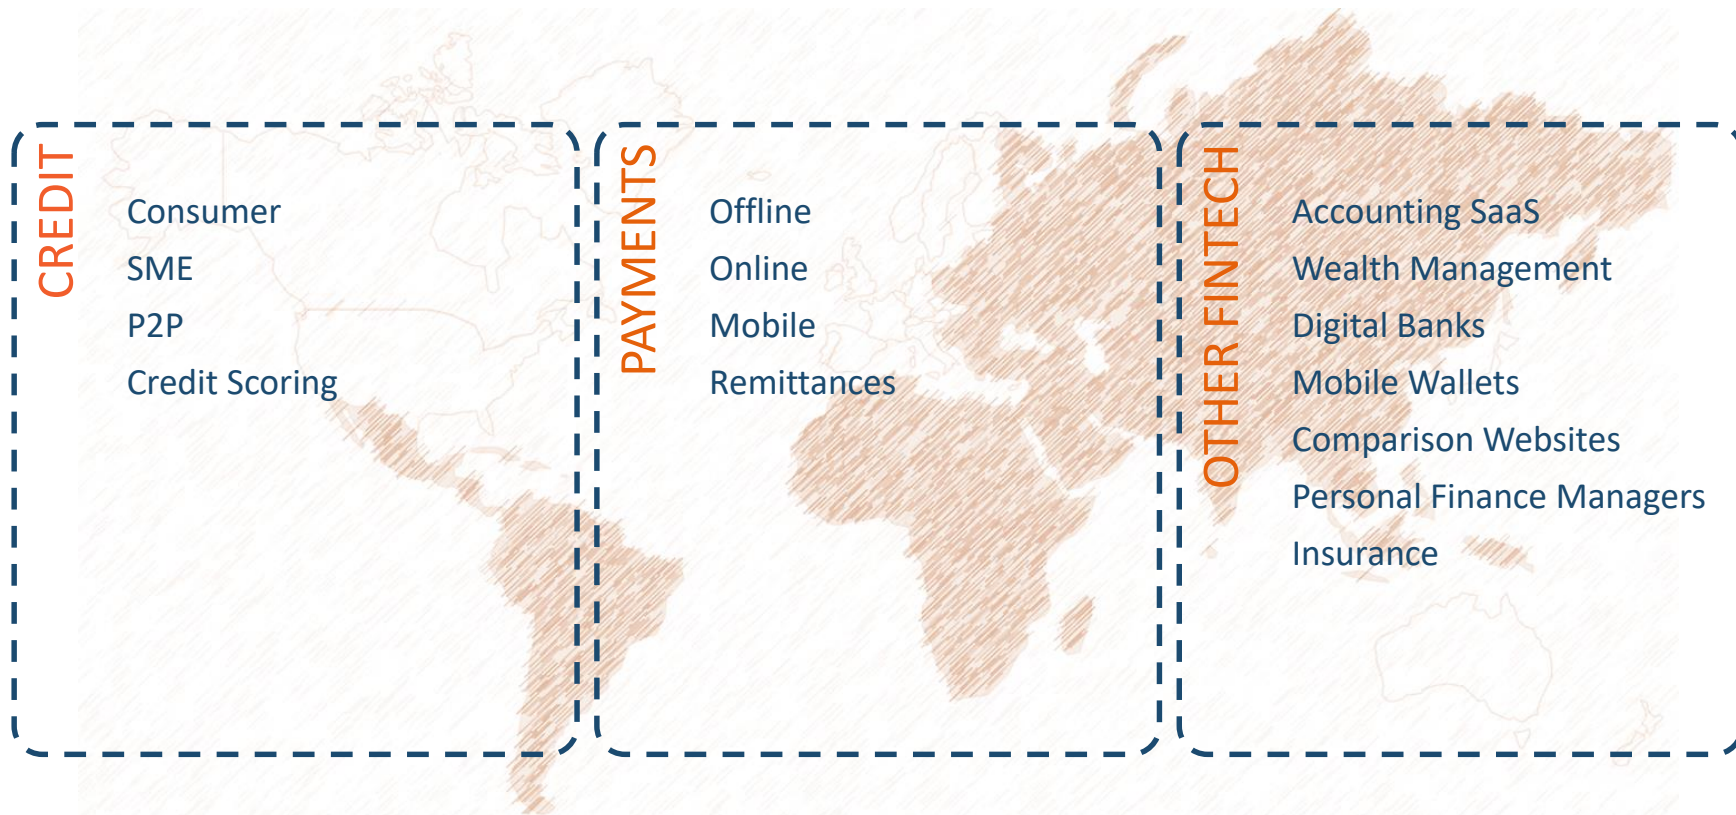 CREDIT
Consumer
SME
P2P
Credit Scoring
PAYMENTS
Offline
Online
Mobile
Remittances
OTHER FINTECH
Accounting SaaS
Wealth Management
Digital Banks
Mobile Wallets
Comparison Websites
Personal Finance Managers
Insurance